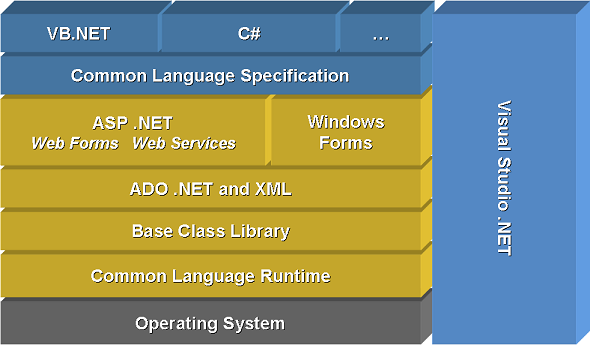 VB.NET
C#
...
Common Language Specification
ASP .NET
Web Forms Web Services
Windows
Forms
ADO .NET and XML
Base Class Library
Common Language Runtime
Operating System
Visual Studio .NET